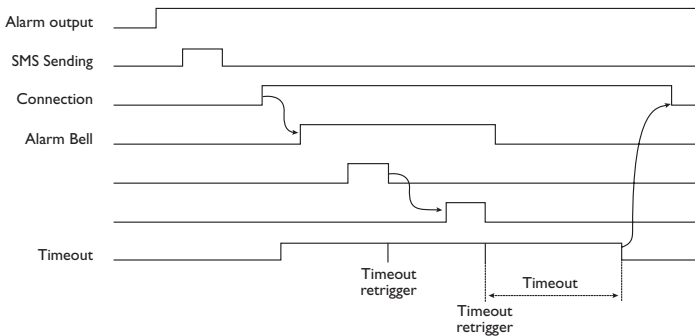 Alarm output
SMS Sending
Connection
Alarm Bell
Timeout
Timeout
retrigger
Timeout
Timeout
retrigger